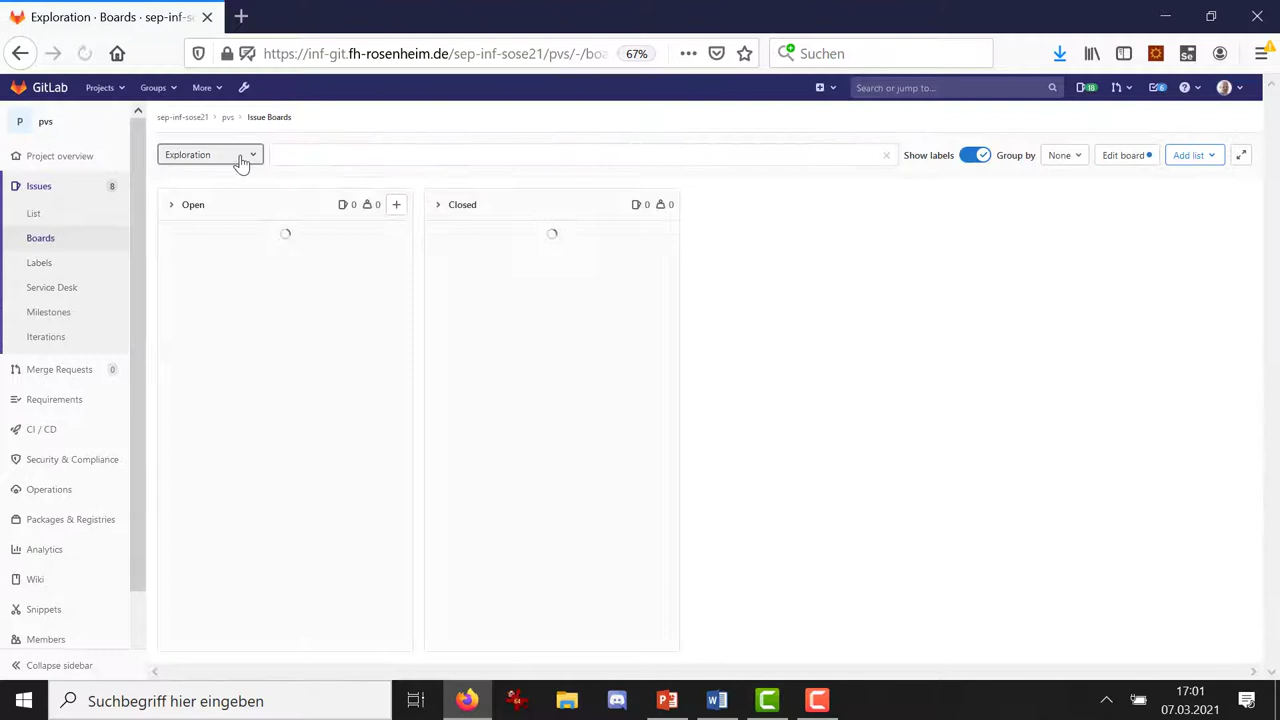 Exploration · Boards · sep-inf-so
https://inf-git.fh-rosenheim.de/sep-inf-sose21/pvs/-/boa
67%
Suchen
GitLab
Projects
Groups
More
Search or jump to...
18
6
P
pvs
sep-inf-sose21 › pvs › Issue Boards
Project overview
Exploration
Show labels
Group by
None
Edit board
Add list
Issues
8
List
Boards
Labels
Service Desk
Milestones
Iterations
Merge Requests
0
Requirements
CI / CD
Security & Compliance
Operations
Packages & Registries
Analytics
Wiki
Snippets
Members
Collapse sidebar
Open
0
0
Closed
0
0
Suchbegriff hier eingeben
17:01
07.03.2021